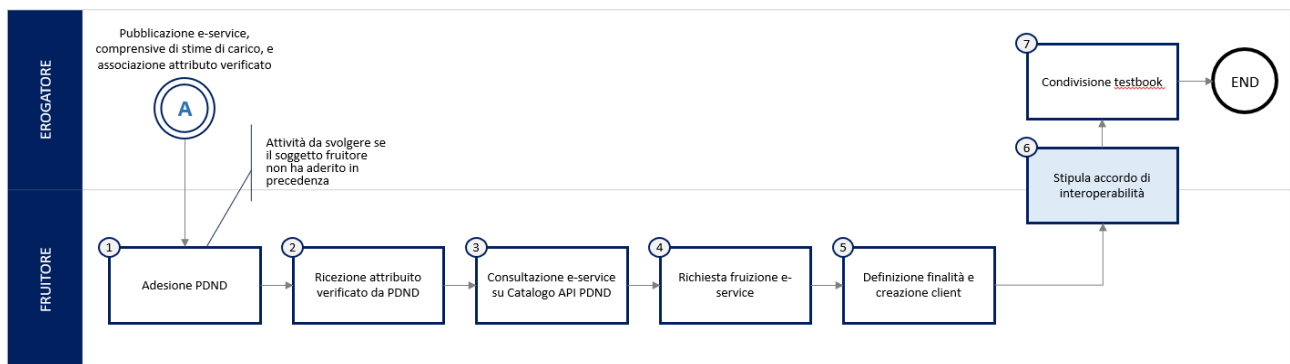 EROGATORE
Pubblicazione e-service,
comprensive di stime di carico, e
associazione attributo verificato
A
Attività da svolgere se
il soggetto fruitore
non ha aderito in
precedenza
7
Condivisione testbook
END
6
Stipula accordo di
interoperabilità
FRUITORE
1
Adesione PDND
2
Ricezione attributo
verificato da PDND
3
Consultazione e-service
su Catalogo API PDND
4
Richiesta fruizione e-
service
5
Definizione finalità e
creazione client